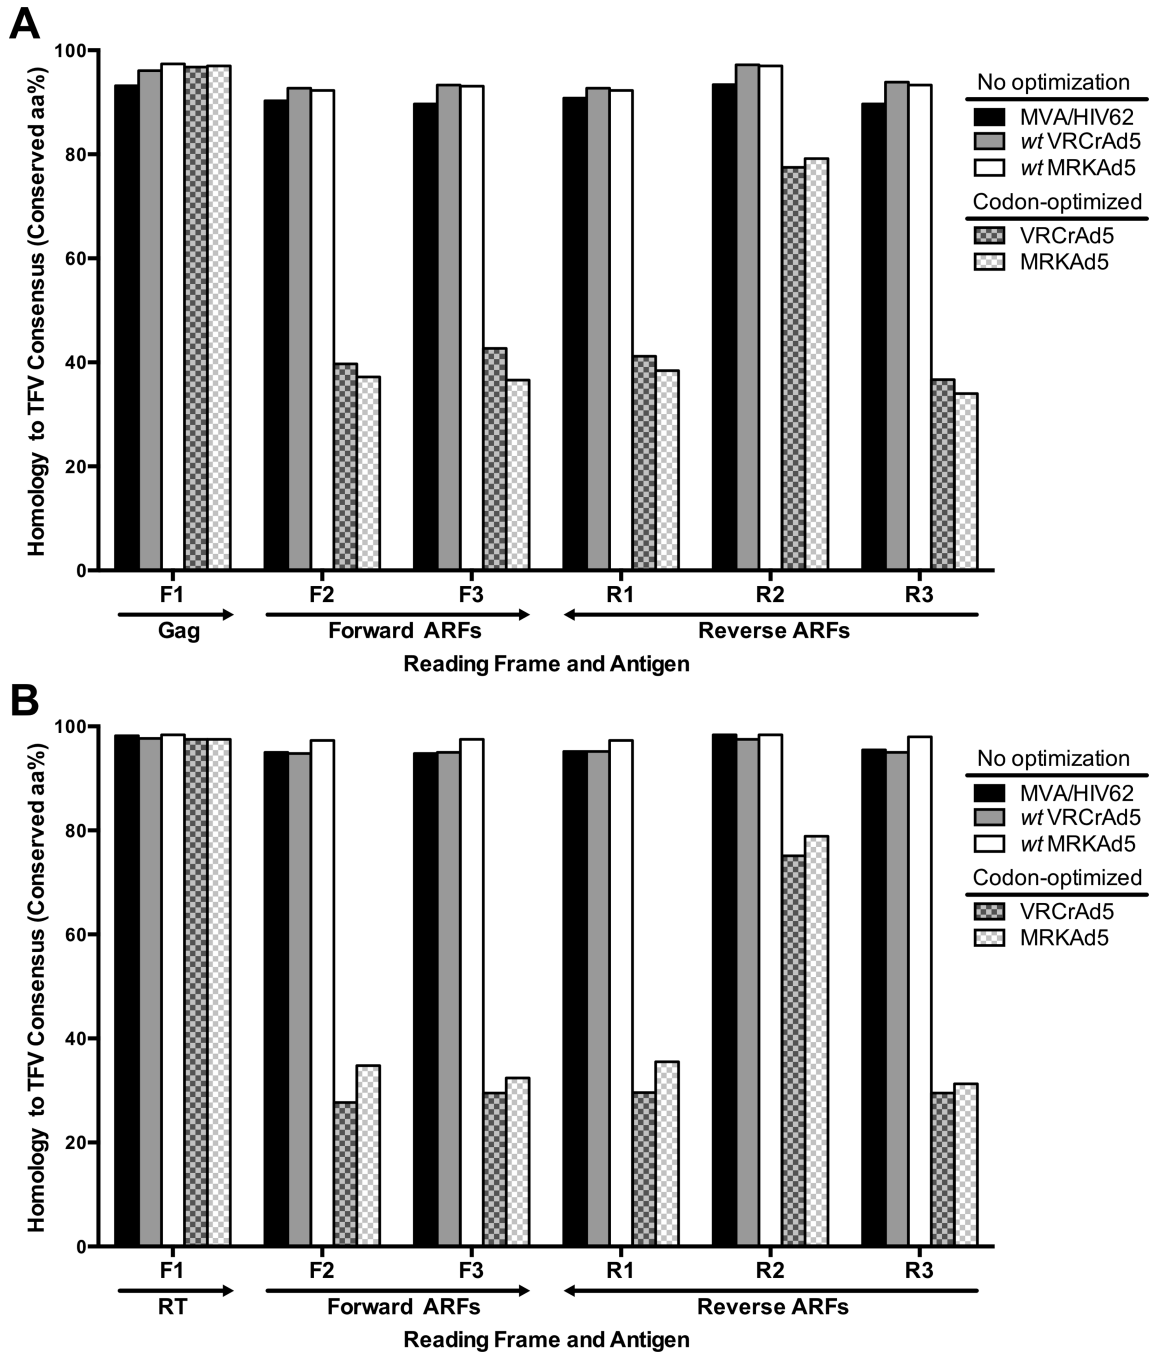 A
Homology to TFV Consensus (Conserved aa%)
100
80
60
40
20
0
F1
F2
F3
R1
R2
R3
Gag
Forward ARFs
Reverse ARFs
Reading Frame and Antigen
No optimization
MVA/HIV62
wt VRCrAd5
wt MRKAd5
Codon-optimized
VRCrAd5
MRKAd5
B
Homology to TFV Consensus (Conserved aa%)
100
80
60
40
20
0
F1
F2
F3
R1
R2
R3
RT
Forward ARFs
Reverse ARFs
Reading Frame and Antigen
No optimization
MVA/HIV62
wt VRCrAd5
wt MRKAd5
Codon-optimized
VRCrAd5
MRKAd5